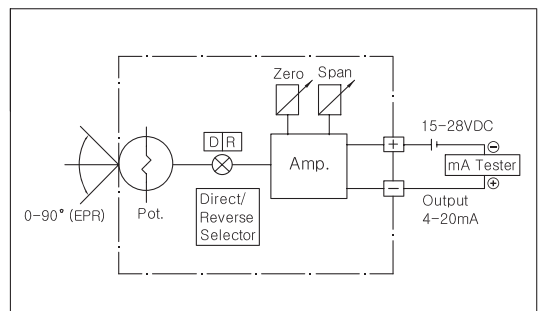 Zero Span
D R
15-28VDC
+
⊖
mA Tester
Amp.
⊕
−
Direct/
Reverse
Selector
Output
4-20mA
0-90° (EPR)
Pot.